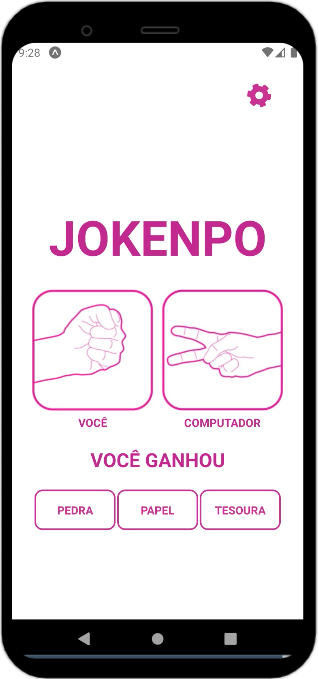 9:28
JOKENPO
VOCÊ COMPUTADOR
VOCÊ GANHOU
PEDRA PAPEL TESOURA